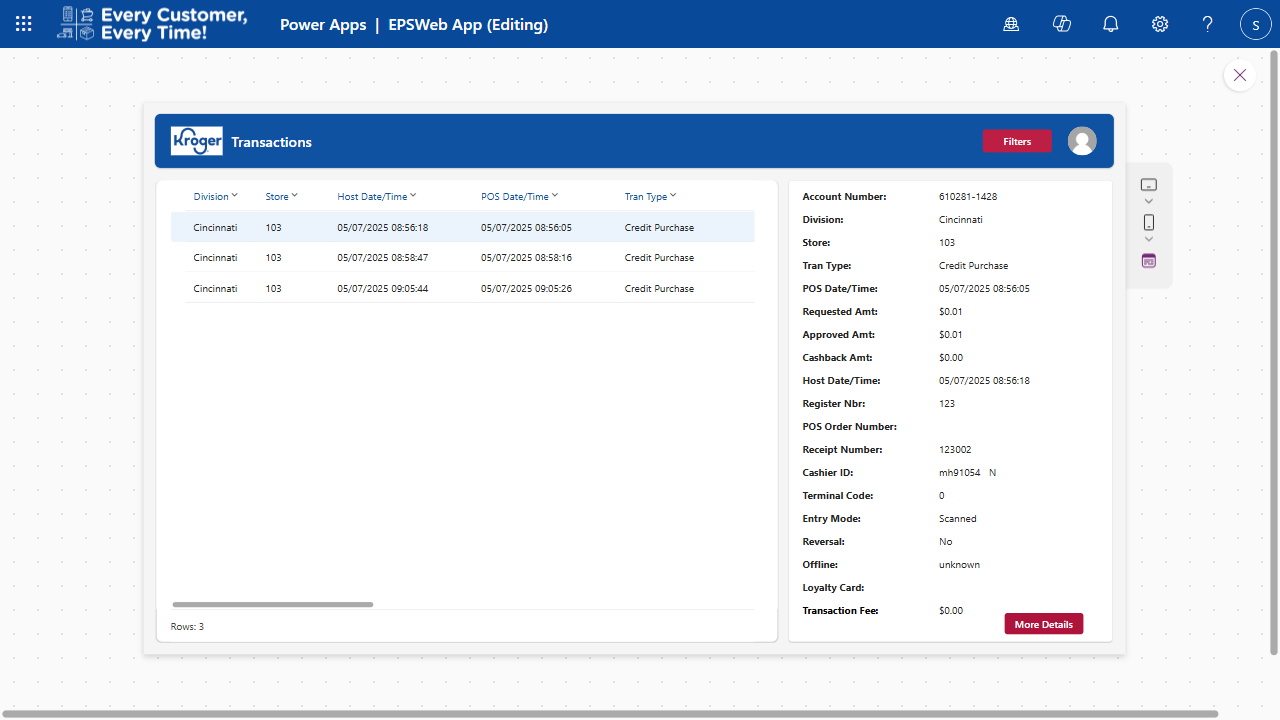 Every Customer,
Every Time!
Power Apps | EPSWeb App (Editing)
S
Kroger
Transactions
Filters
Division Store Host Date/Time POS Date/Time Tran Type
Cincinnati 103 05/07/2025 08:56:18 05/07/2025 08:56:05 Credit Purchase
Cincinnati 103 05/07/2025 08:58:47 05/07/2025 08:58:16 Credit Purchase
Cincinnati 103 05/07/2025 09:05:44 05/07/2025 09:05:26 Credit Purchase
Rows: 3
Account Number: 610281-1428
Division: Cincinnati
Store: 103
Tran Type: Credit Purchase
POS Date/Time: 05/07/2025 08:56:05
Requested Amt: $0.01
Approved Amt: $0.01
Cashback Amt: $0.00
Host Date/Time: 05/07/2025 08:56:18
Register Nbr: 123
POS Order Number:
Receipt Number: 123002
Cashier ID: mh91054 N
Terminal Code: 0
Entry Mode: Scanned
Reversal: No
Offline: unknown
Loyalty Card:
Transaction Fee: $0.00
More Details